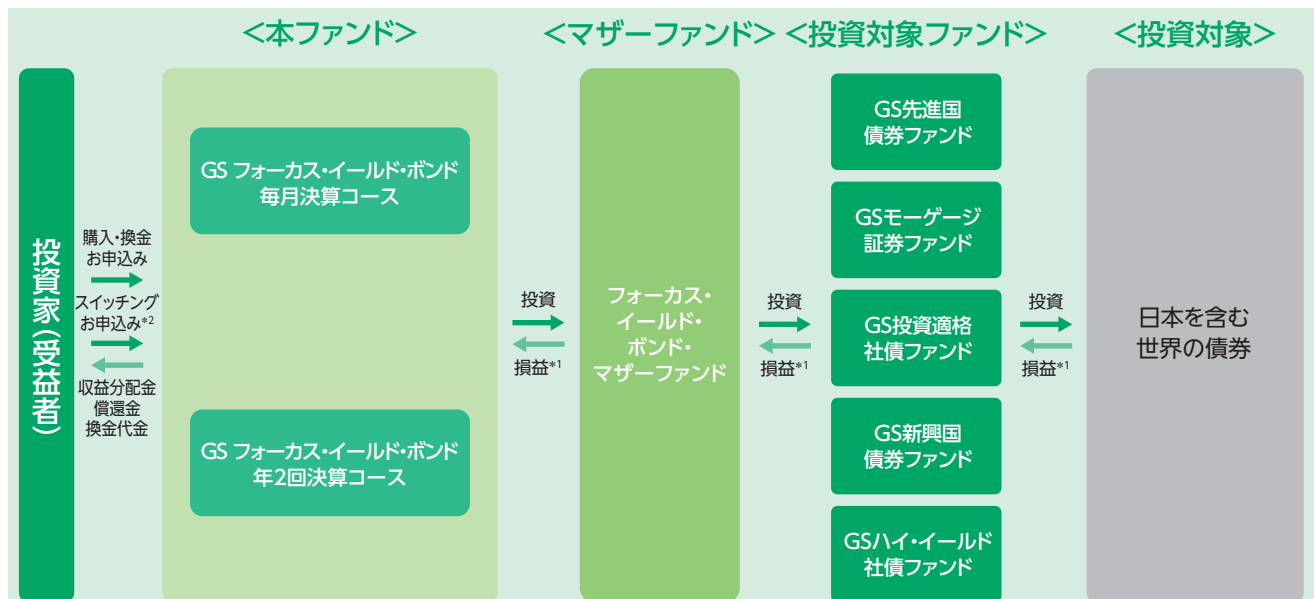 <本ファンド>
<マザーファンド>
<投資対象ファンド>
<投資対象>
投資家(受益者)
購入・換金
お申込み
スイッチング
お申込み*2
収益分配金
償還金
換金代金
GS フォーカス・イールド・ボンド
毎月決算コース
GS フォーカス・イールド・ボンド
年2回決算コース
投資
損益*1
フォーカス・
イールド・
ボンド・
マザーファンド
投資
損益*1
GS先進国
債券ファンド
GSモーゲージ
証券ファンド
GS投資適格
社債ファンド
GS新興国
債券ファンド
GSハイ・イールド
社債ファンド
投資
損益*1
日本を含む
世界の債券